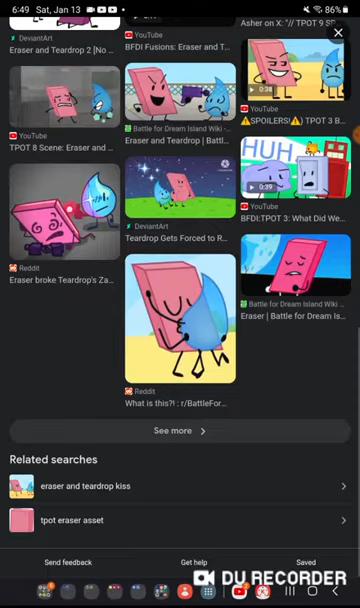 6:49 Sat, Jan 13
86%
DeviantArt
Eraser and Teardrop 2 [No ...
YouTube
BFDI Fusions: Eraser and T...
Asher on X: "// TPOT 9 SP
YouTube
TPOT 8 Scene: Eraser and ...
Battle for Dream Island Wiki -...
Eraser and Teardrop | Battl...
0:38
YouTube
⚠SPOILERS!⚠) TPOT 3 B...
DeviantArt
Teardrop Gets Forced to R...
HUH
0:39
YouTube
BFDI:TPOT 3: What Did We...
Reddit
Eraser broke Teardrop's Za...
Battle for Dream Island Wiki ...
Eraser | Battle for Dream Is...
Reddit
What is this?! : r/BattleFor...
See more
Related searches
eraser and teardrop kiss
tpot eraser asset
Send feedback
Get help
Saved
DU RECORDER